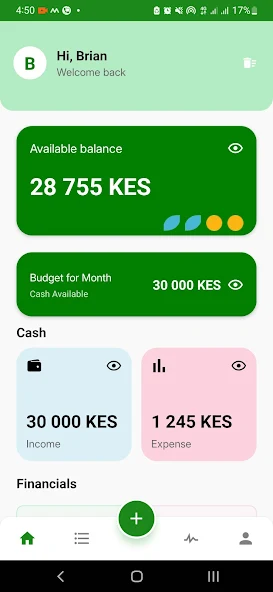 4:50
17%
B
Hi, Brian
Welcome back
Available balance
28 755 KES
Budget for Month
Cash Available
30 000 KES
Cash
30 000 KES
Income
1 245 KES
Expense
Financials